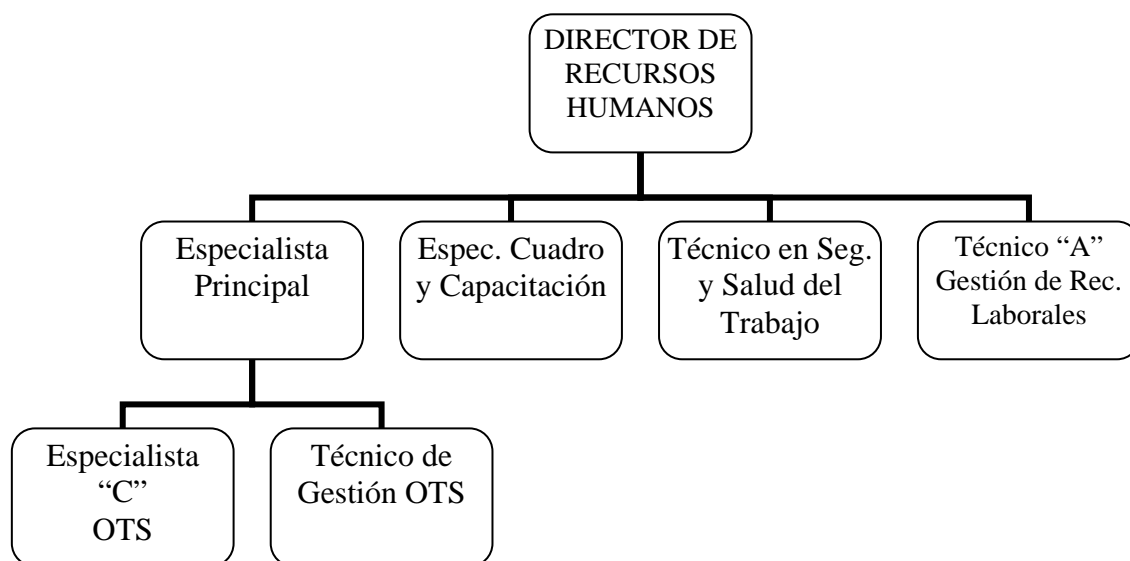 DIRECTOR DE
RECURSOS
HUMANOS
Especialista
Principal
Espec. Cuadro
y Capacitación
Técnico en Seg.
y Salud del
Trabajo
Técnico “A”
Gestión de Rec.
Laborales
Especialista
“C”
OTS
Técnico de
Gestión OTS